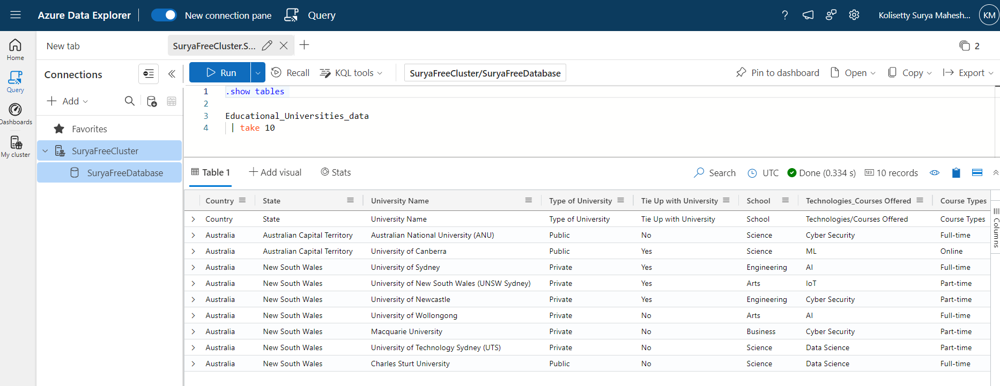 Azure Data Explorer New connection pane Query Kolisetty Surya Mahesh... KM
Home
Query
Dashboards
My cluster
New tab SuryaFreeCluster.S... 2
Connections
Add
Favorites
SuryaFreeCluster
SuryaFreeDatabase
Run Recall KQL tools SuryaFreeCluster/SuryaFreeDatabase Pin to dashboard Open Copy Export
1 .show tables
2
3 Educational_Universities_data
4 | take 10
Table 1 Add visual Stats Search UTC Done (0.334 s) 10 records
Country State University Name Type of University Tie Up with University School Technologies_Courses Offered Course Types
Country State University Name Type of University Tie Up with University School Technologies/Courses Offered Course Types
Australia Australian Capital Territory Australian National University (ANU) Public No Science Cyber Security Full-time
Australia Australian Capital Territory University of Canberra Public Yes Science ML Online
Australia New South Wales University of Sydney Private Yes Engineering AI Full-time
Australia New South Wales University of New South Wales (UNSW Sydney) Private Yes Arts IoT Part-time
Australia New South Wales University of Newcastle Private Yes Engineering Cyber Security Part-time
Australia New South Wales University of Wollongong Private No Arts AI Full-time
Australia New South Wales Macquarie University Private No Business Cyber Security Part-time
Australia New South Wales University of Technology Sydney (UTS) Private No Science Data Science Part-time
Australia New South Wales Charles Sturt University Public No Science Data Science Full-time
Columns